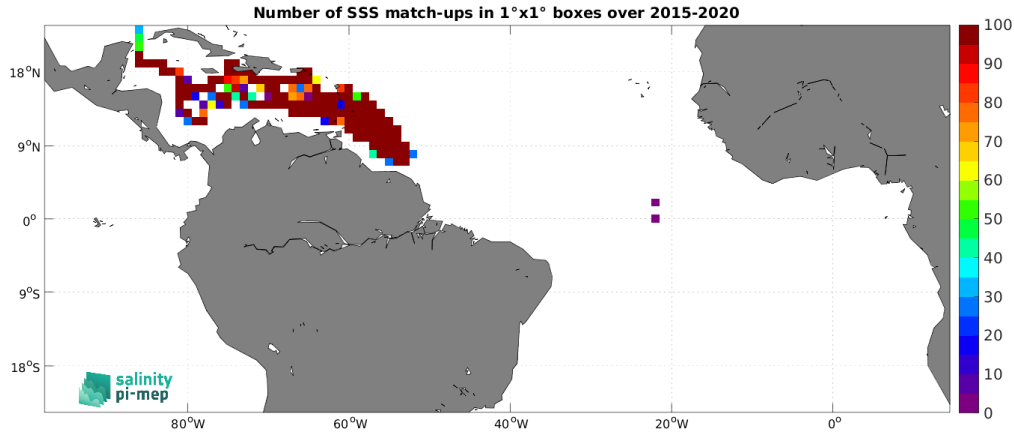 Number of SSS match-ups in 1°x1° boxes over 2015-2020
18°N
9°N
0°
9°S
18°S
80°W
60°W
40°W
20°W
0°
100
90
80
70
60
50
40
30
20
10
0
salinity
pi-mep